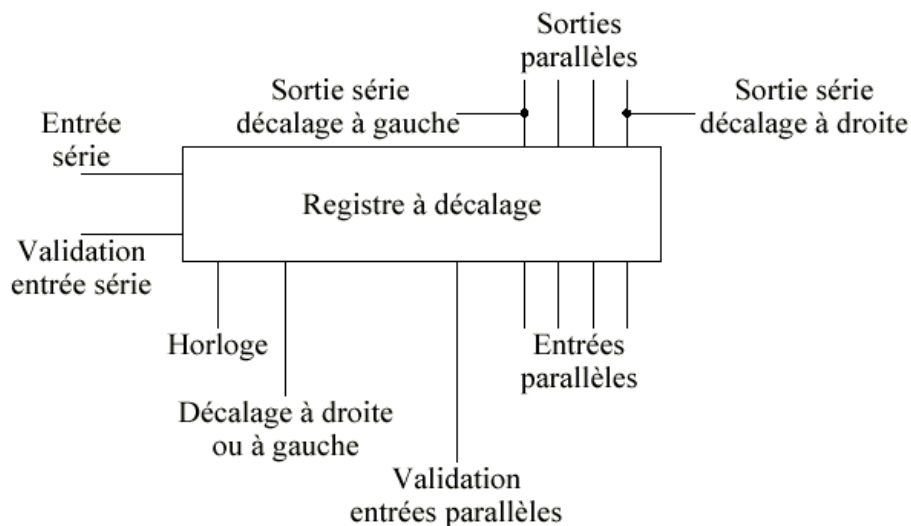 Sorties
parallèles
Sortie série
décalage à gauche
Sortie série
décalage à droite
Entrée
série
Registre à décalage
Validation
entrée série
Horloge
Entrées
parallèles
Décalage à droite
ou à gauche
Validation
entrées parallèles